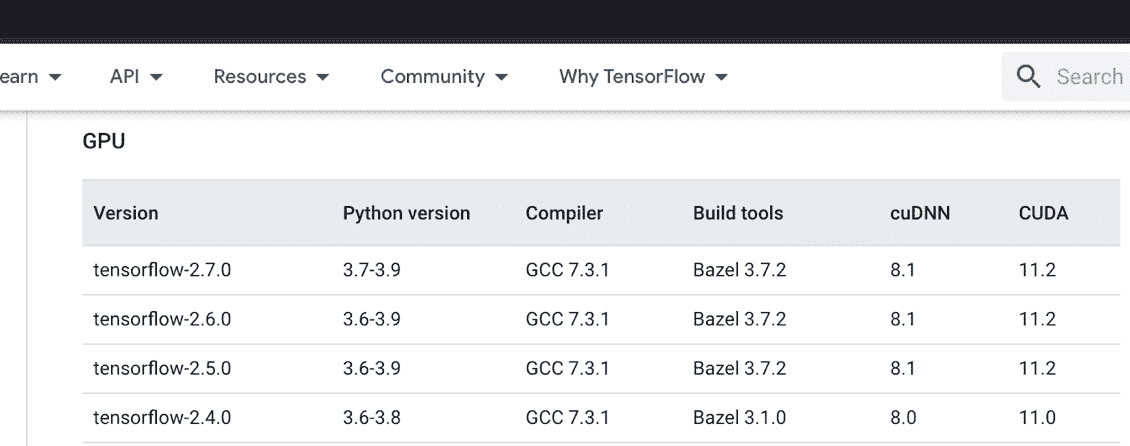 earn API Resources Community Why TensorFlow Search
GPU
Version Python version Compiler Build tools cuDNN CUDA
tensorflow-2.7.0 3.7-3.9 GCC 7.3.1 Bazel 3.7.2 8.1 11.2
tensorflow-2.6.0 3.6-3.9 GCC 7.3.1 Bazel 3.7.2 8.1 11.2
tensorflow-2.5.0 3.6-3.9 GCC 7.3.1 Bazel 3.7.2 8.1 11.2
tensorflow-2.4.0 3.6-3.8 GCC 7.3.1 Bazel 3.1.0 8.0 11.0